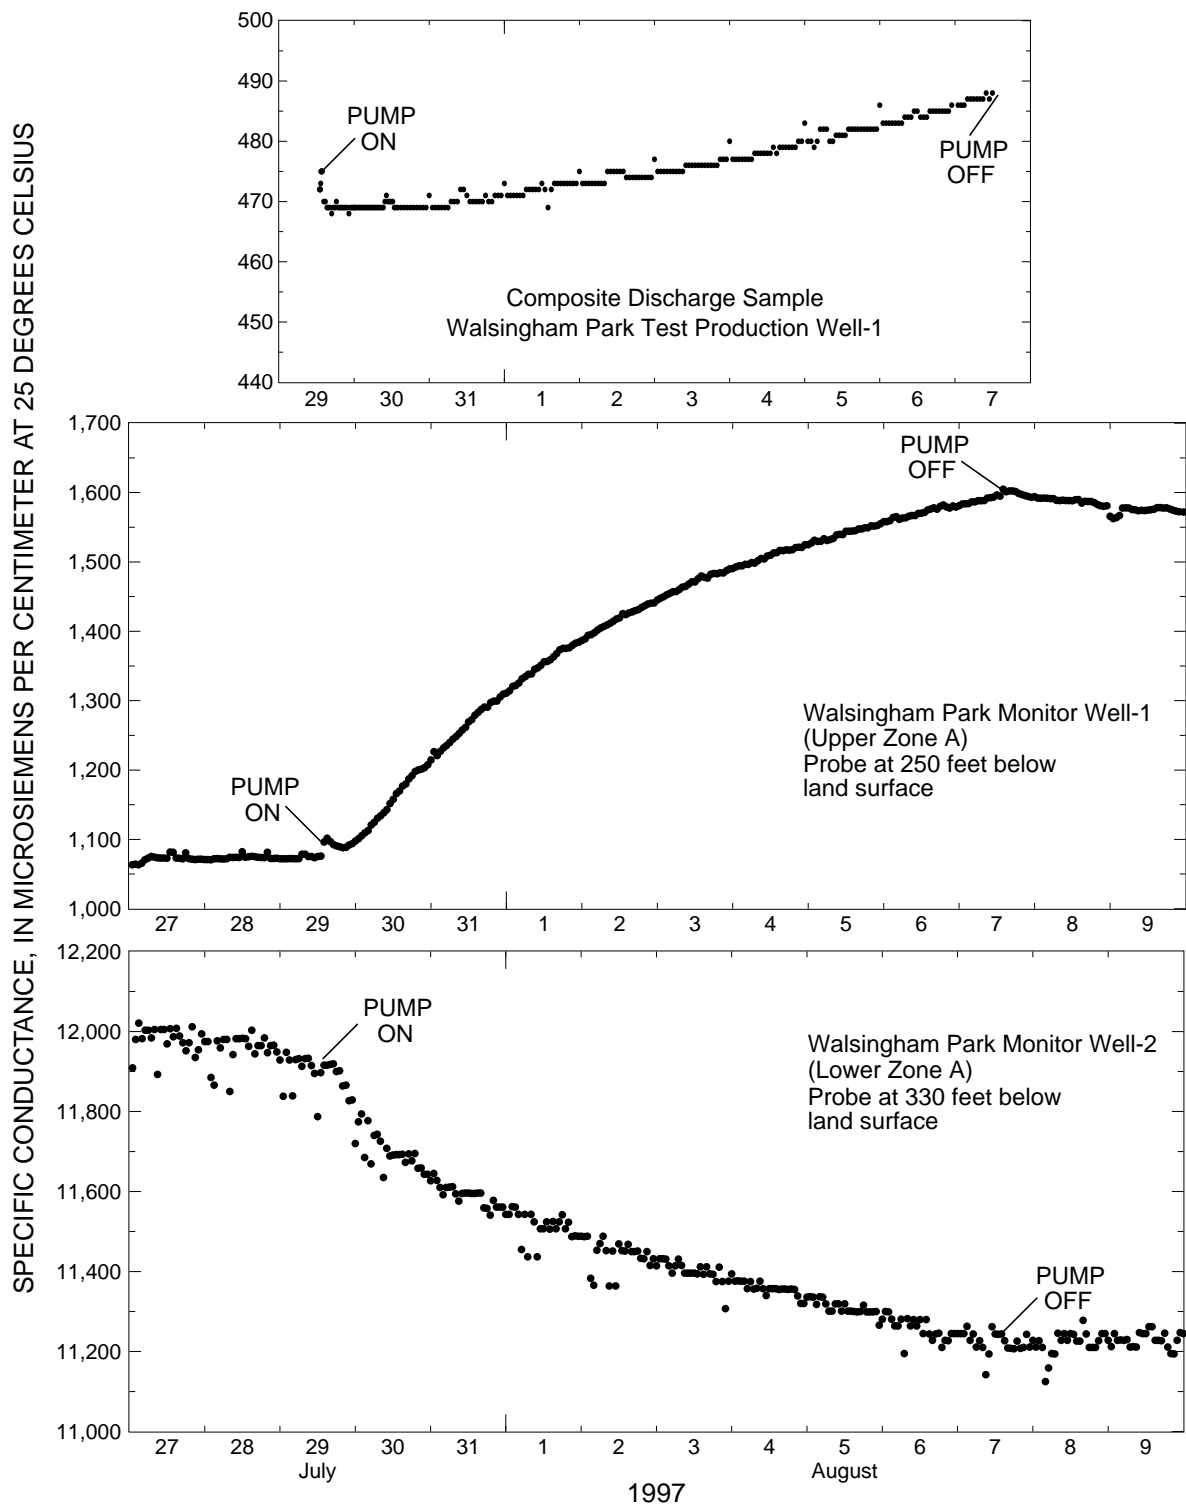 SPECIFIC CONDUCTANCE, IN MICROSIEMENS PER CENTIMETER AT 25 DEGREES CELSIUS
500
490
480
470
460
450
440
PUMP
ON
PUMP
OFF
Composite Discharge Sample
Walsingham Park Test Production Well-1
29 30 31 1 2 3 4 5 6 7
1,700
1,600
1,500
1,400
1,300
1,200
1,100
1,000
PUMP
OFF
PUMP
ON
Walsingham Park Monitor Well-1
(Upper Zone A)
Probe at 250 feet below
land surface
27 28 29 30 31 1 2 3 4 5 6 7 8 9
12,200
12,000
11,800
11,600
11,400
11,200
11,000
PUMP
ON
Walsingham Park Monitor Well-2
(Lower Zone A)
Probe at 330 feet below
land surface
PUMP
OFF
27 28 29 30 31 1 2 3 4 5 6 7 8 9
July August
1997